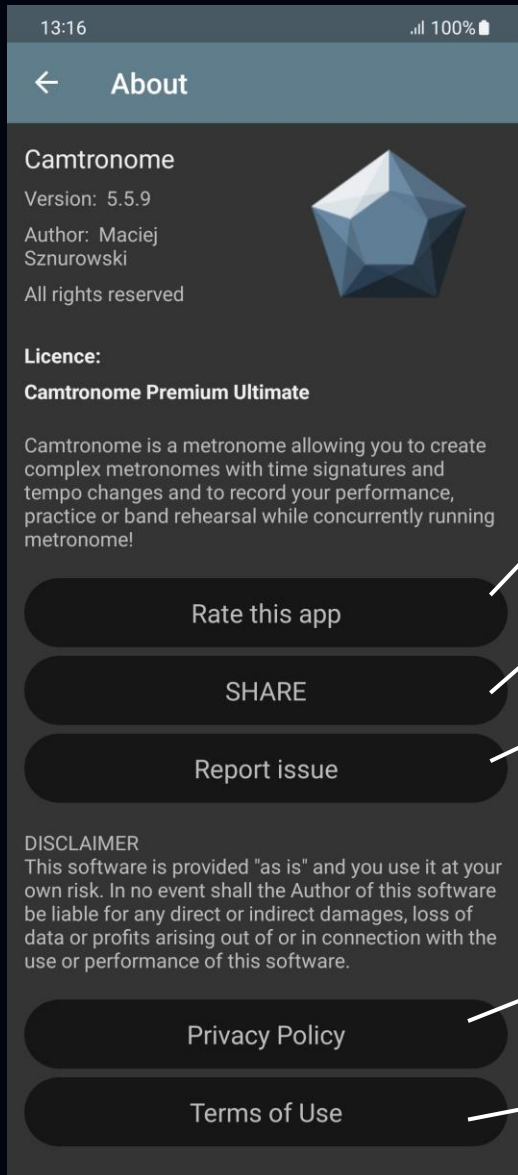 13:16
100%
About
Camtronome
Version: 5.5.9
Author: Maciej
Sznurowski
All rights reserved
Licence:
Camtronome Premium Ultimate
Camtronome is a metronome allowing you to create
complex metronomes with time signatures and
tempo changes and to record your performance,
practice or band rehearsal while concurrently running
metronome!
Rate this app
SHARE
Report issue
DISCLAIMER
This software is provided "as is" and you use it at your
own risk. In no event shall the Author of this software
be liable for any direct or indirect damages, loss of
data or profits arising out of or in connection with the
use or performance of this software.
Privacy Policy
Terms of Use